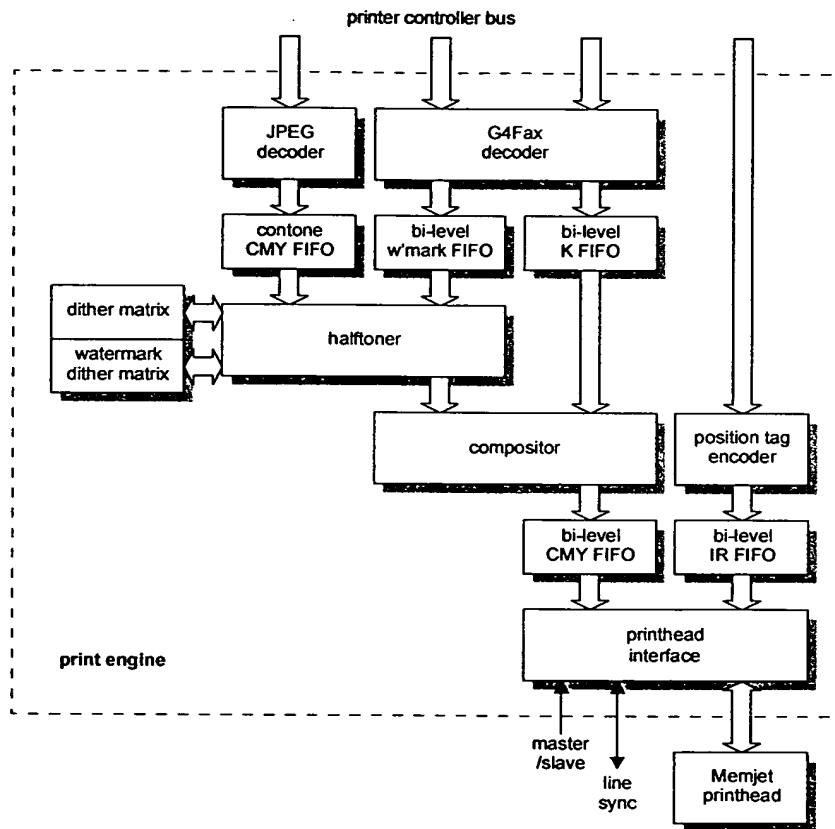 printer controller bus
JPEG
decoder
G4Fax
decoder
contone
CMY FIFO
bi-level
w'mark FIFO
bi-level
K FIFO
dither matrix
watermark
dither matrix
halftoner
compositor
position tag
encoder
bi-level
CMY FIFO
bi-level
IR FIFO
printhead
interface
print engine
master
/slave
line
sync
Memjet
printhead